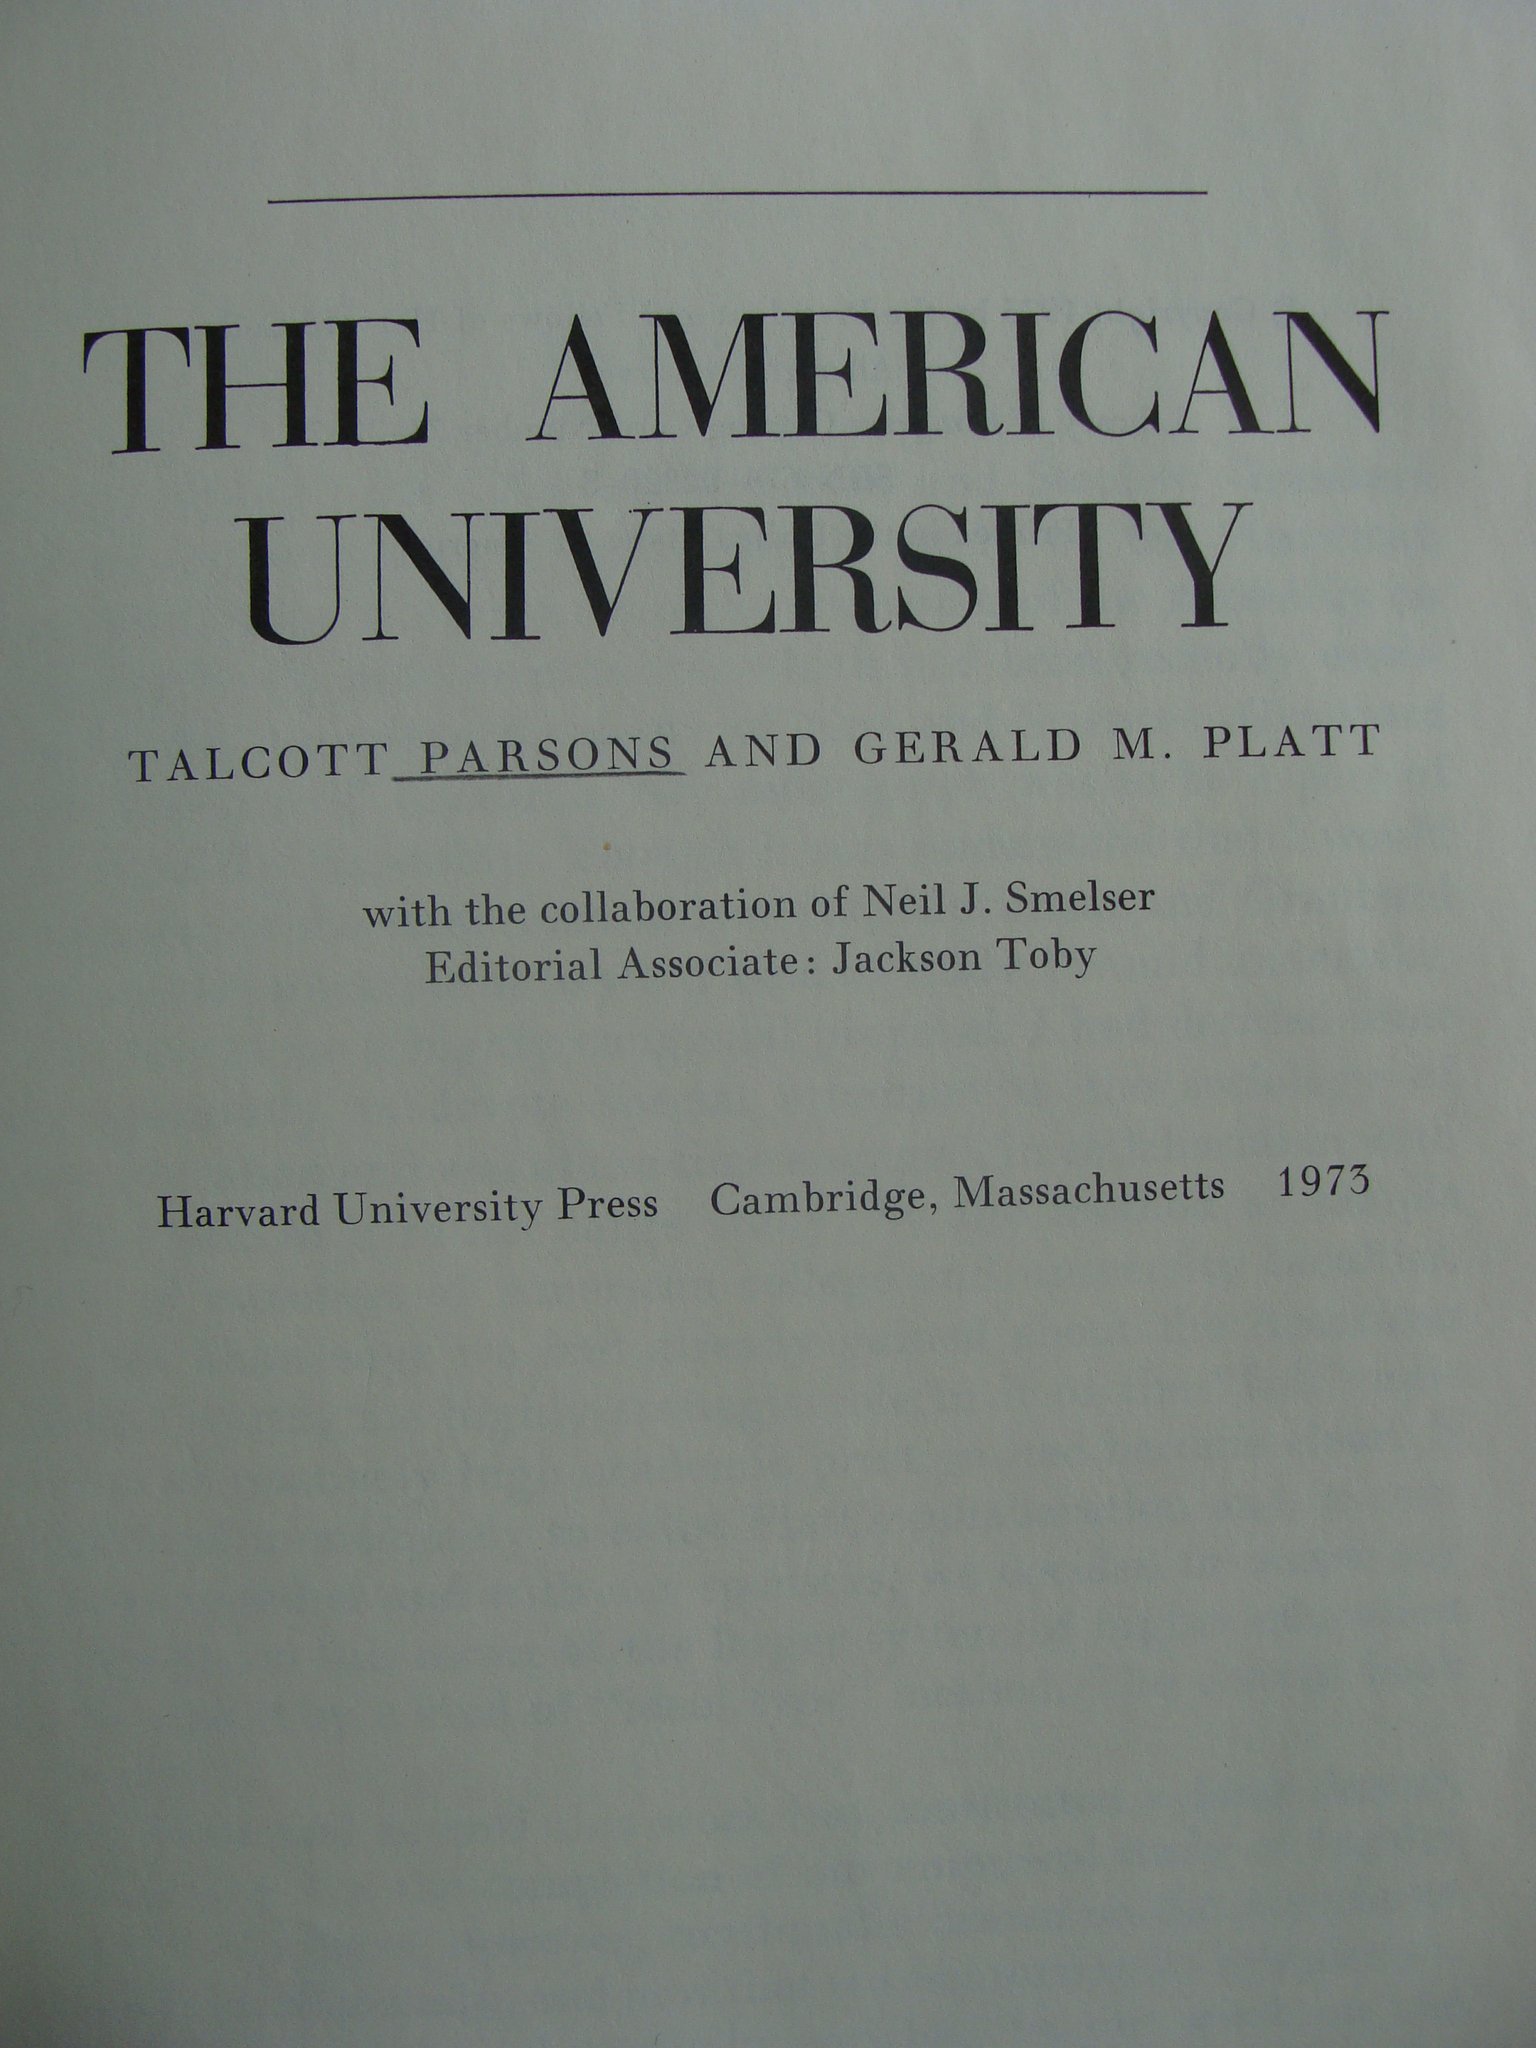 THE AMERICAN
UNIVERSITY
TALCOTT PARSONS AND GERALD M. PLATT
with the collaboration of Neil J. Smelser
Editorial Associate: Jackson Toby
Harvard University Press Cambridge, Massachusetts 1973